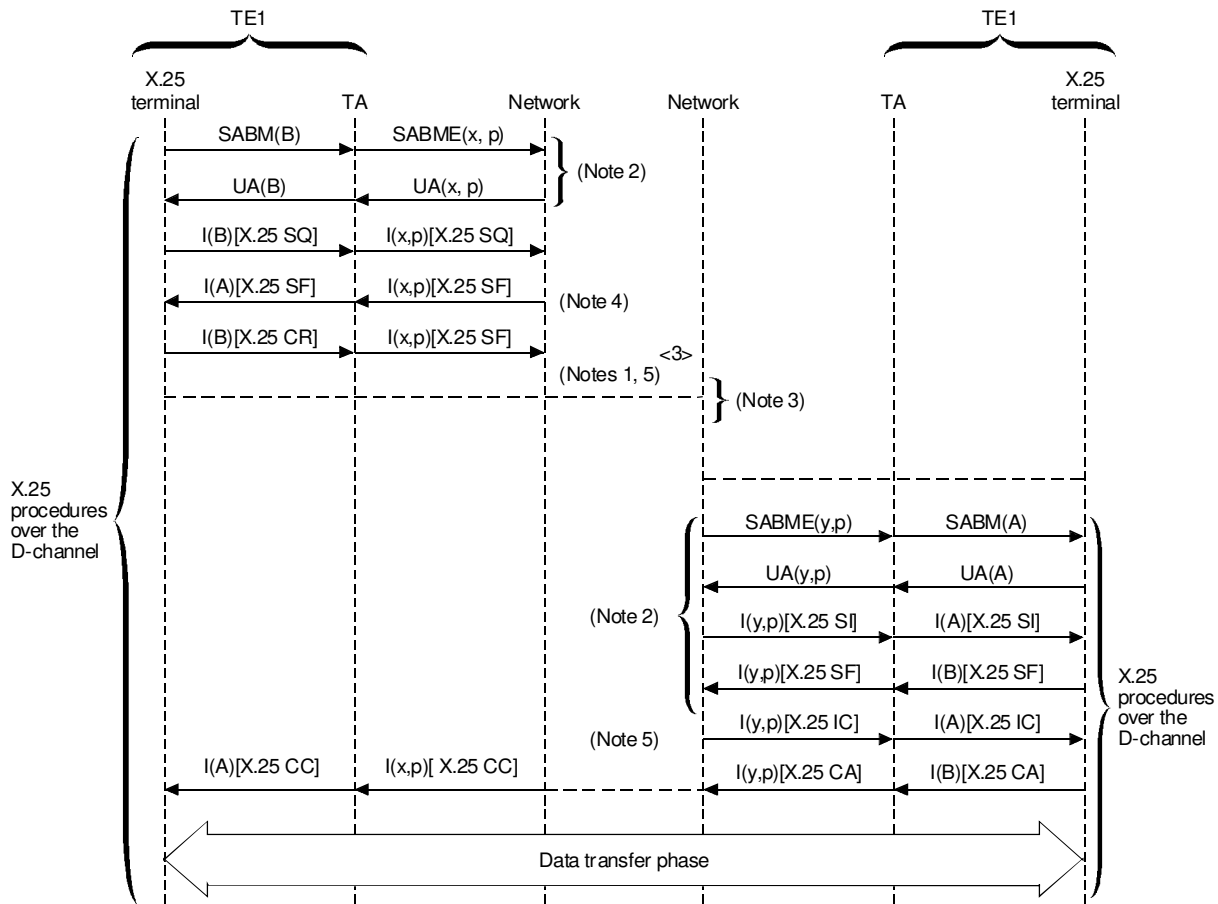 TE1
TE1
X.25
terminal
TA
Network
Network
TA
X.25
terminal
SABM(B)
SABME(x, p)
(Note 2)
UA(B)
UA(x, p)
I(B)[X.25 SQ]
I(x,p)[X.25 SQ]
I(A)[X.25 SF]
I(x,p)[X.25 SF]
(Note 4)
I(B)[X.25 CR]
I(x,p)[X.25 SF]
<3>
(Notes 1, 5)
(Note 3)
X.25
procedures
over the
D-channel
SABME(y,p)
SABM(A)
UA(y,p)
UA(A)
(Note 2)
I(y,p)[X.25 SI]
I(A)[X.25 SI]
I(y,p)[X.25 SF]
I(B)[X.25 SF]
X.25
procedures
over the
D-channel
(Note 5)
I(y,p)[X.25 IC]
I(A)[X.25 IC]
I(A)[X.25 CC]
I(x,p)[ X.25 CC]
I(y,p)[X.25 CA]
I(B)[X.25 CA]
Data transfer phase